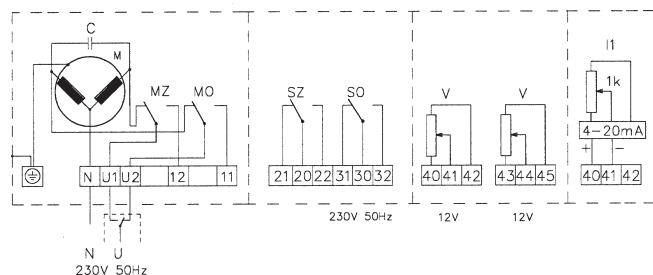 C
M
MZ MO
N U1 U2 12 11
N U
230V 50Hz
SZ SO
21 20 22 31 30 32
230V 50Hz
V V
40 41 42 43 44 45
12V 12V
I1
1k
4-20mA
+ -
40 41 42